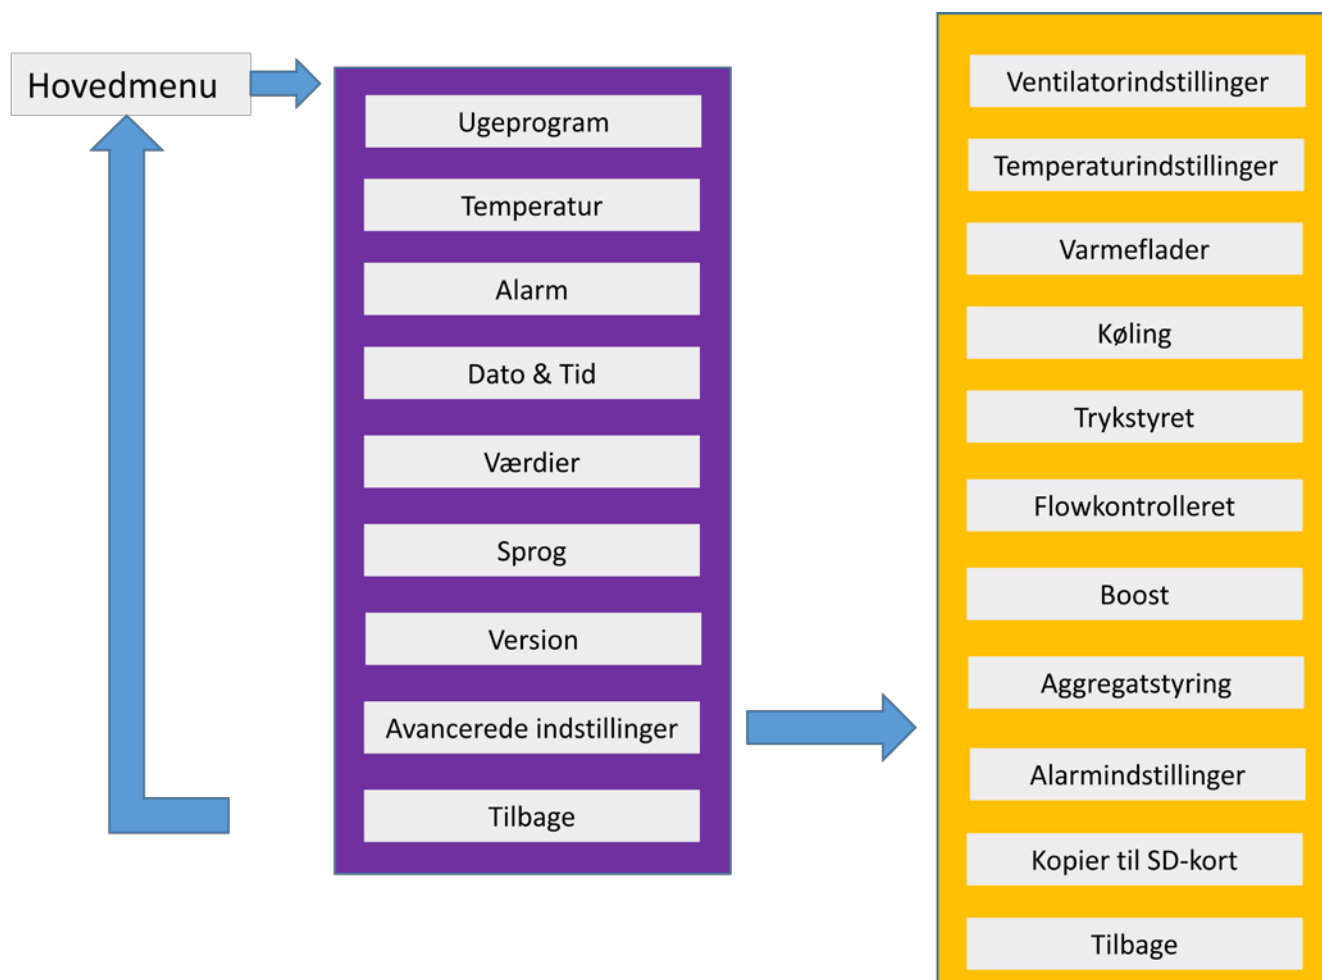 Hovedmenu
Ugeprogram
Temperatur
Alarm
Dato & Tid
Værdier
Sprog
Version
Avancerede indstillinger
Tilbage
Ventilatorindstillinger
Temperaturindstillinger
Varmeflader
Køling
Trykstyret
Flowkontrolleret
Boost
Aggregatstyring
Alarmindstillinger
Kopier til SD-kort
Tilbage